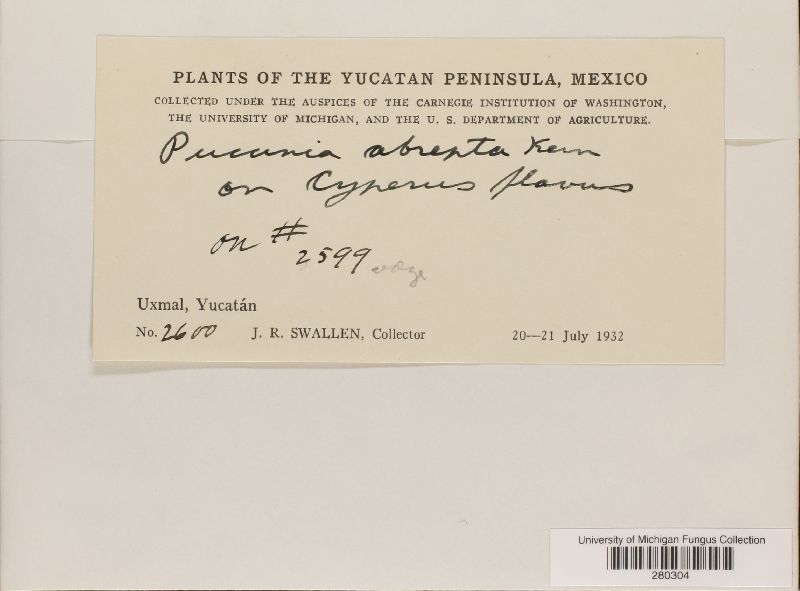 PLANTS OF THE YUCATAN PENINSULA, MEXICO
COLLECTED UNDER THE AUSPICES OF THE CARNEGIE INSTITUTION OF WASHINGTON,
THE UNIVERSITY OF MICHIGAN, AND THE U. S. DEPARTMENT OF AGRICULTURE.
Puccinia abrepta Kern
on Cyperus flavus
on #
2599
Uxmal, Yucatán
No. 2600 J. R. SWALLEN, Collector 20—21 July 1932
University of Michigan Fungus Collection
280304